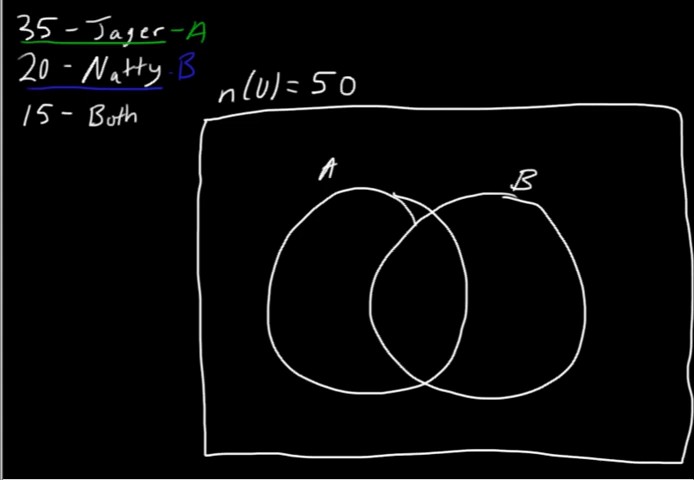 35 - Jager - A
20 - Natty - B
15 - Both
n(U) = 50
A
B